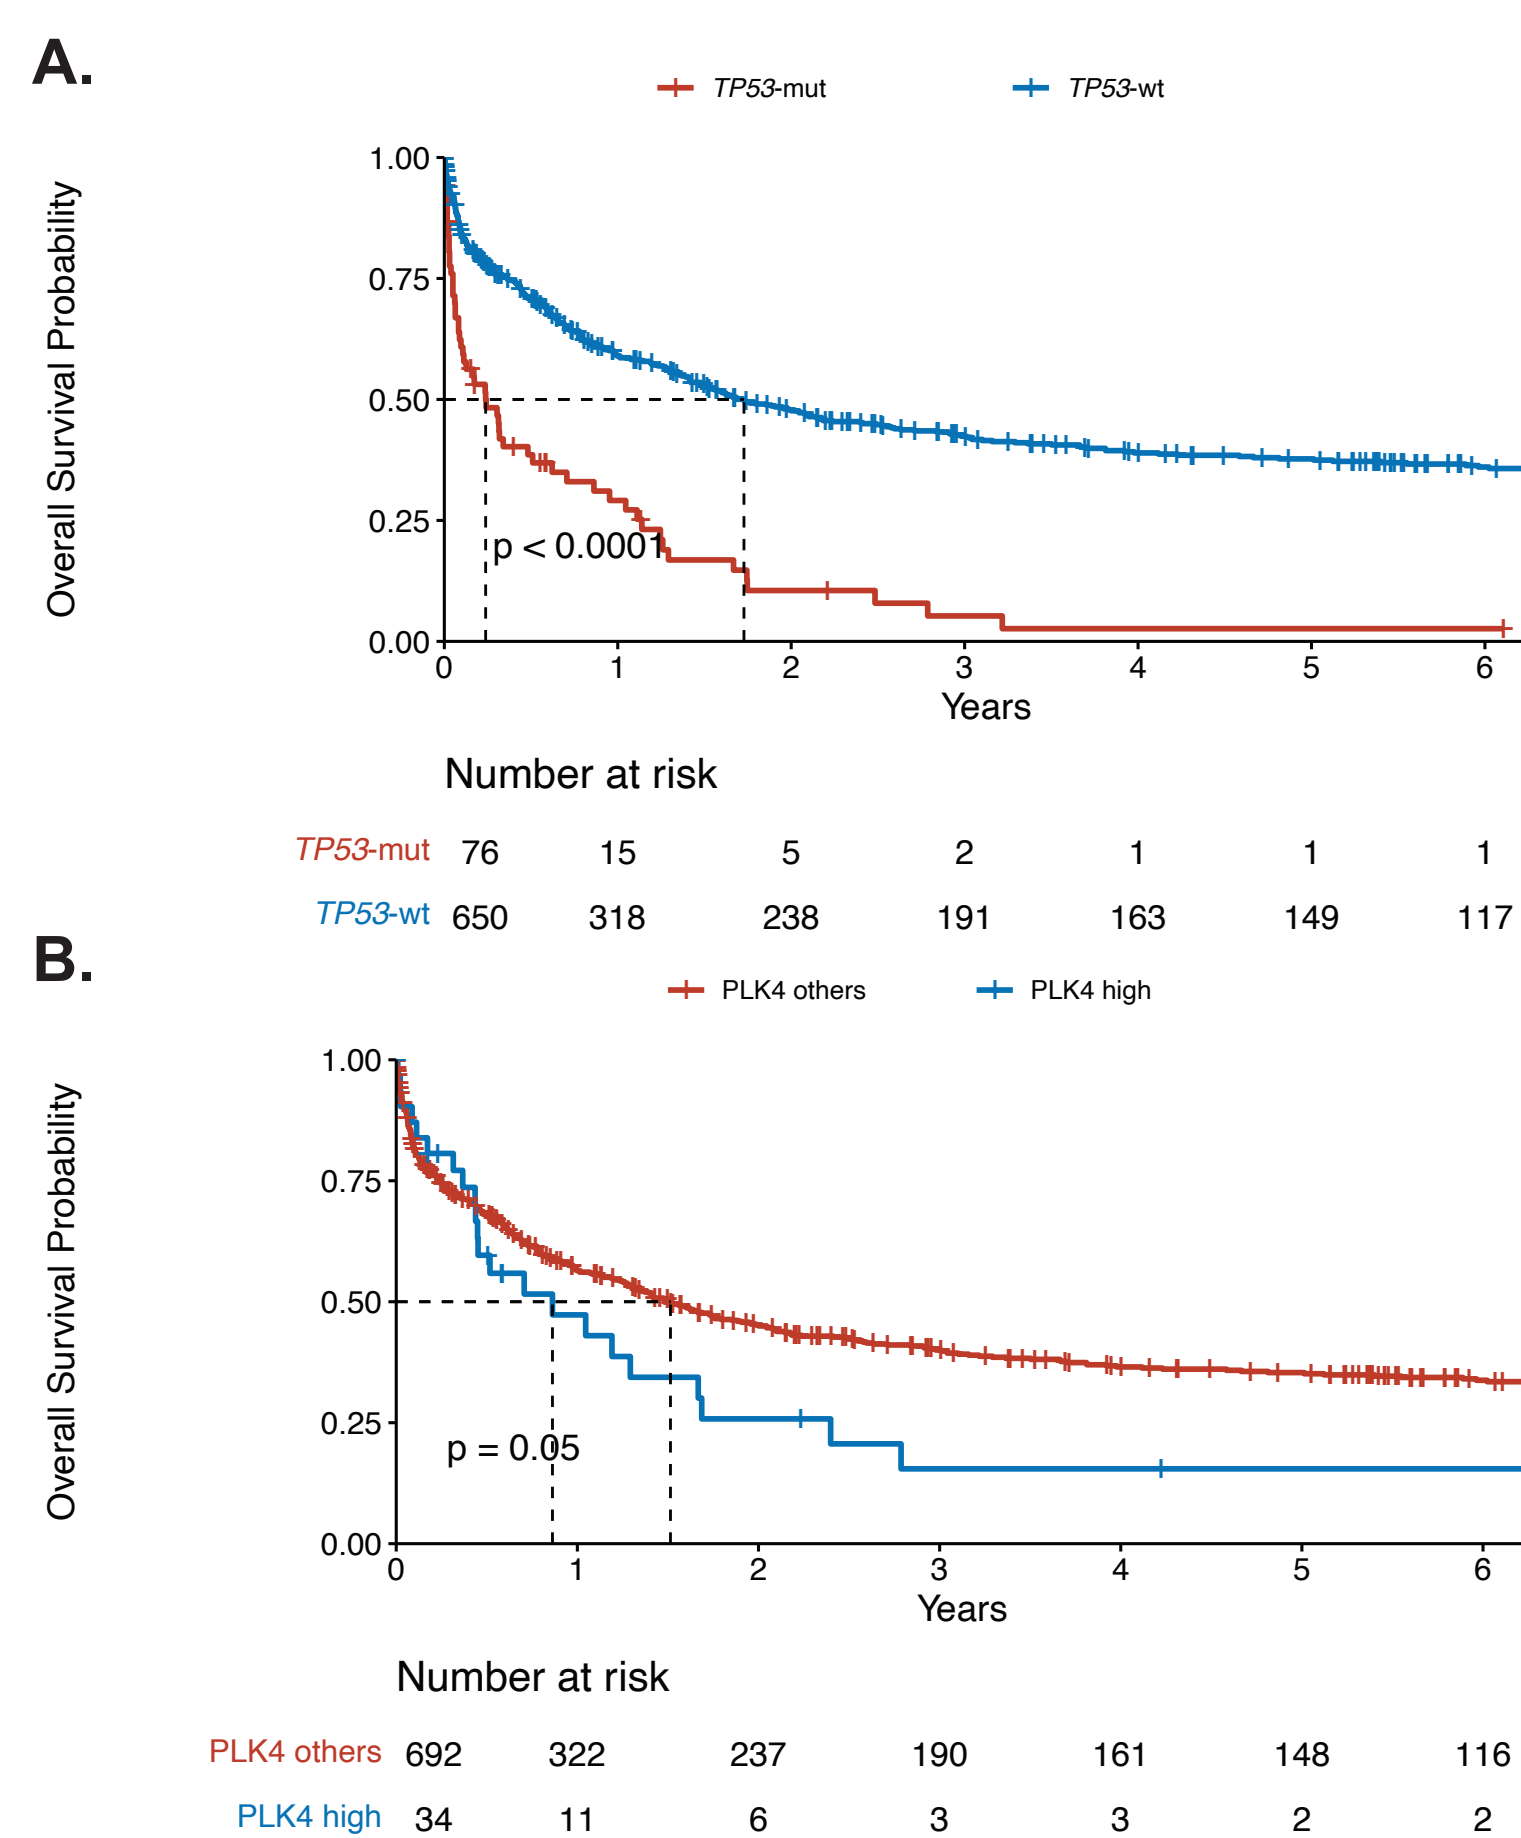 A.
TP53-mut TP53-wt
Overall Survival Probability
1.00
0.75
0.50
0.25
0.00
p < 0.0001
0 1 2 3 4 5 6
Years
Number at risk
TP53-mut 76 15 5 2 1 1 1
TP53-wt 650 318 238 191 163 149 117
B.
PLK4 others PLK4 high
Overall Survival Probability
1.00
0.75
0.50
0.25
0.00
p = 0.05
0 1 2 3 4 5 6
Years
Number at risk
PLK4 others 692 322 237 190 161 148 116
PLK4 high 34 11 6 3 3 2 2